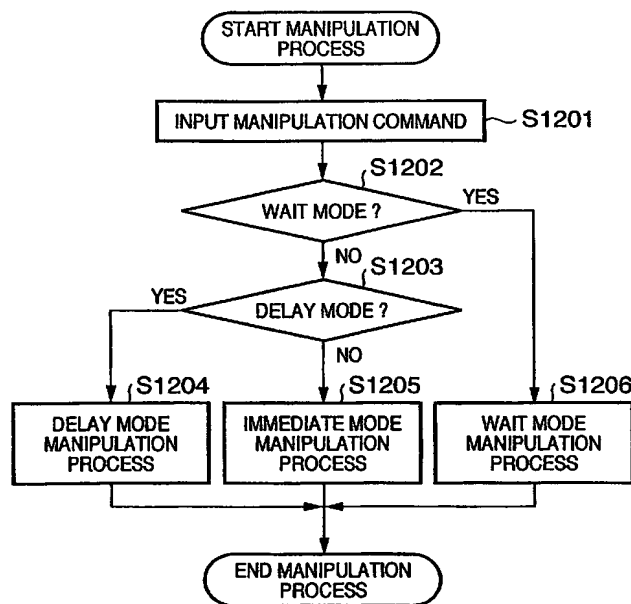 START MANIPULATION
PROCESS
INPUT MANIPULATION COMMAND
S1201
S1202
WAIT MODE ?
YES
NO
S1203
YES
DELAY MODE ?
NO
S1204
S1205
S1206
DELAY MODE
MANIPULATION
PROCESS
IMMEDIATE MODE
MANIPULATION
PROCESS
WAIT MODE
MANIPULATION
PROCESS
END MANIPULATION
PROCESS